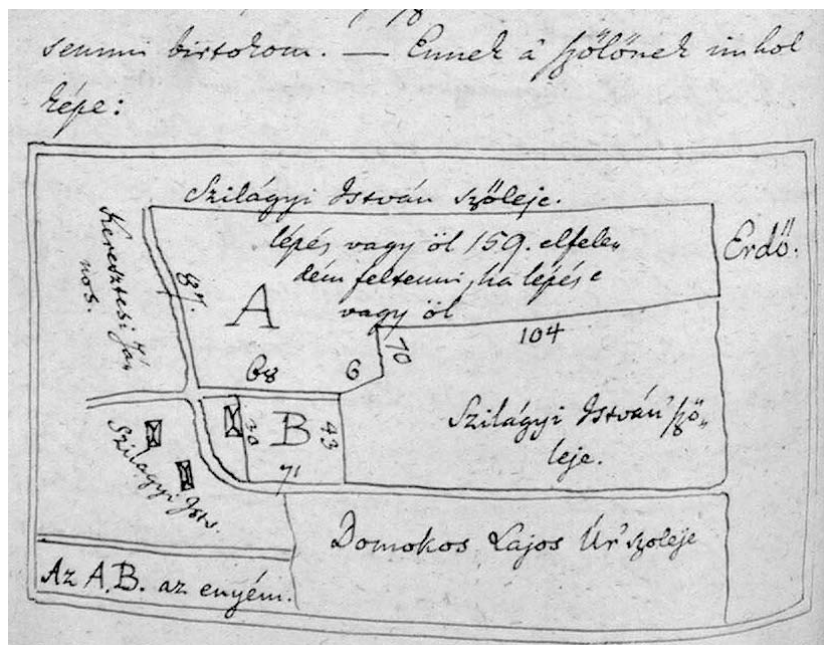 semmi birtokom. — Ennek a' szőlőnek imhol
képe:
Szilágyi István szőleje.
lépés vagy öl 159. elfele„
dém feltenni, ha lépés e
vagy öl
Erdő.
Keresztesi Já„
nos.
87.
A
68
6
70
104
Szilágyi István' sző„
leje.
30
B
43
71
Szilágyi Istv.
Domokos Lajos Úr' szőleje
Az A, B. az enyém.